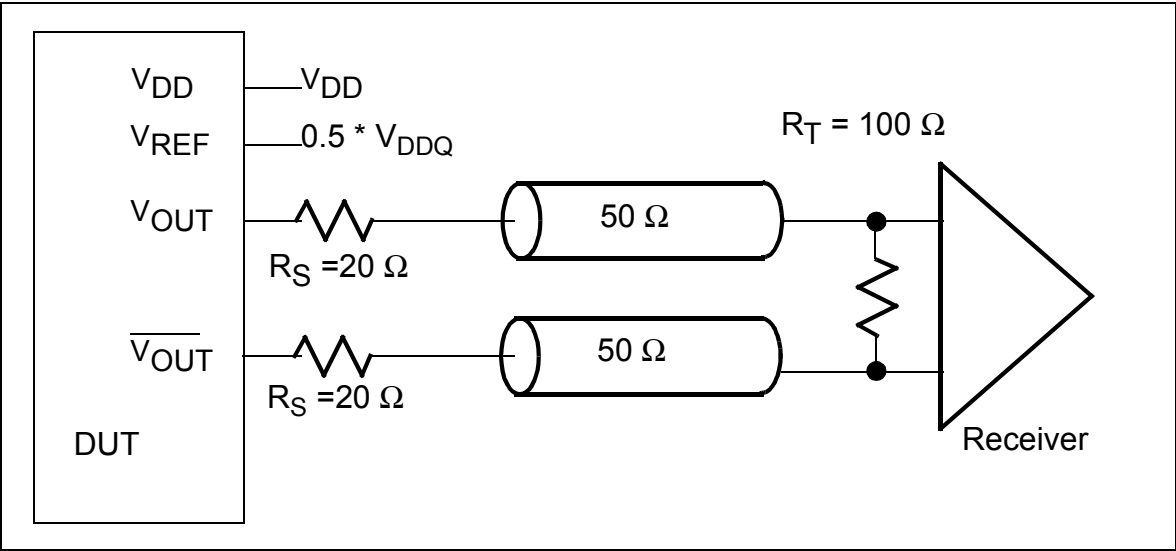 VDD VDD
VREF 0.5 * VDDQ
RT = 100 Ω
VOUT 50 Ω
RS =20 Ω
VOUT 50 Ω
RS =20 Ω
DUT
Receiver